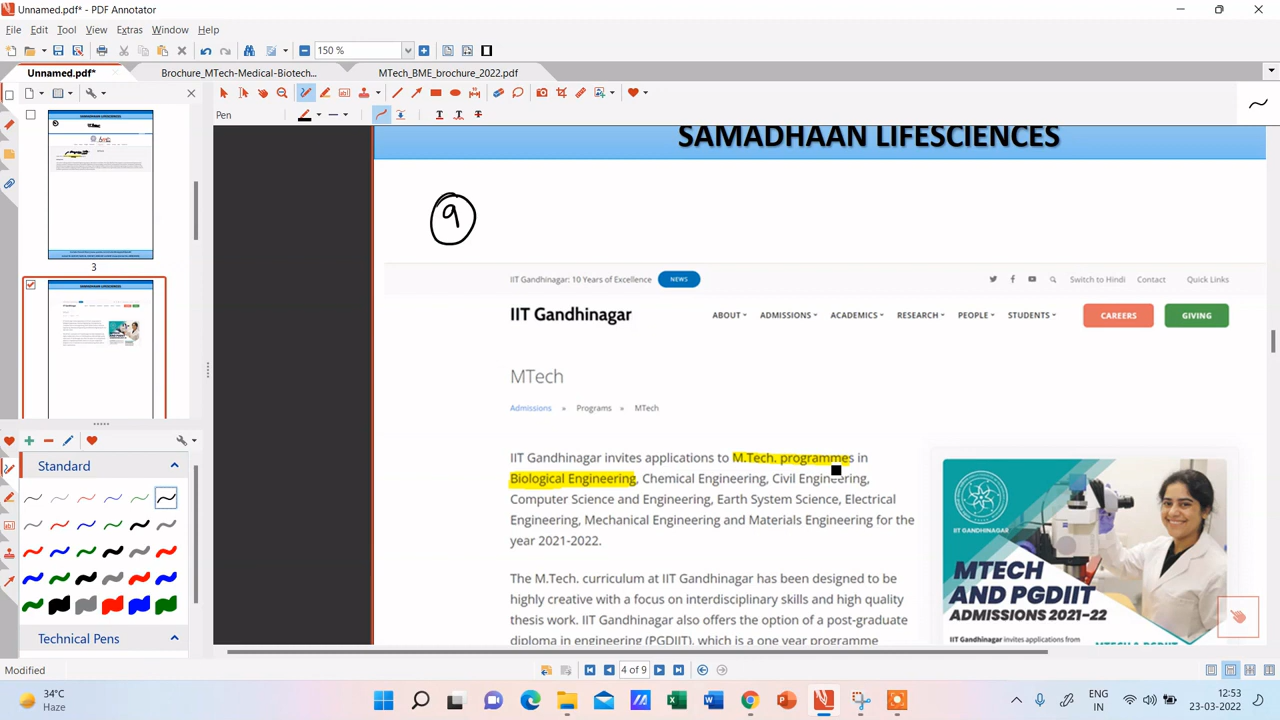 Unnamed.pdf* - PDF Annotator
File Edit Tool View Extras Window Help
150 %
Unnamed.pdf* Brochure_MTech-Medical-Biotech... MTech_BME_brochure_2022.pdf
Pen
SAMADHAAN LIFESCIENCES
9
3
IIT Gandhinagar: 10 Years of Excellence NEWS Switch to Hindi Contact Quick Links
IIT Gandhinagar ABOUT ADMISSIONS ACADEMICS RESEARCH PEOPLE STUDENTS CAREERS GIVING
MTech
Admissions » Programs » MTech
IIT Gandhinagar invites applications to M.Tech. programmes in
Biological Engineering, Chemical Engineering, Civil Engineering,
Computer Science and Engineering, Earth System Science, Electrical
Engineering, Mechanical Engineering and Materials Engineering for the
year 2021-2022.
The M.Tech. curriculum at IIT Gandhinagar has been designed to be
highly creative with a focus on interdisciplinary skills and high quality
thesis work. IIT Gandhinagar also offers the option of a post-graduate
diploma in engineering (PGDIIT), which is a one year programme
IIT GANDHINAGAR
MTECH
AND PGDIIT
ADMISSIONS 2021-22
IIT Gandhinagar invites applications from
Standard
Technical Pens
Modified
4 of 9
34°C
Haze
ENG
IN
12:53
23-03-2022